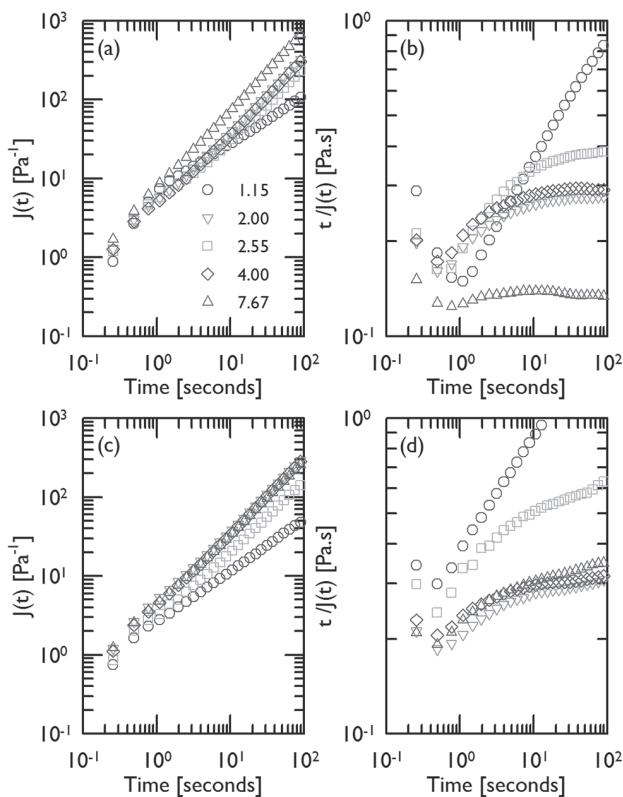 10³
10²
10¹
10⁰
10⁻¹
J(t) [Pa⁻¹]
(a)
1.15
2.00
2.55
4.00
7.67
10⁻¹ 10⁰ 10¹ 10²
Time [seconds]
10⁰
10⁻¹
t /J(t) [Pa.s]
(b)
10⁻¹ 10⁰ 10¹ 10²
Time [seconds]
10³
10²
10¹
10⁰
10⁻¹
J(t) [Pa⁻¹]
(c)
10⁻¹ 10⁰ 10¹ 10²
Time [seconds]
10⁰
10⁻¹
t /J(t) [Pa.s]
(d)
10⁻¹ 10⁰ 10¹ 10²
Time [seconds]